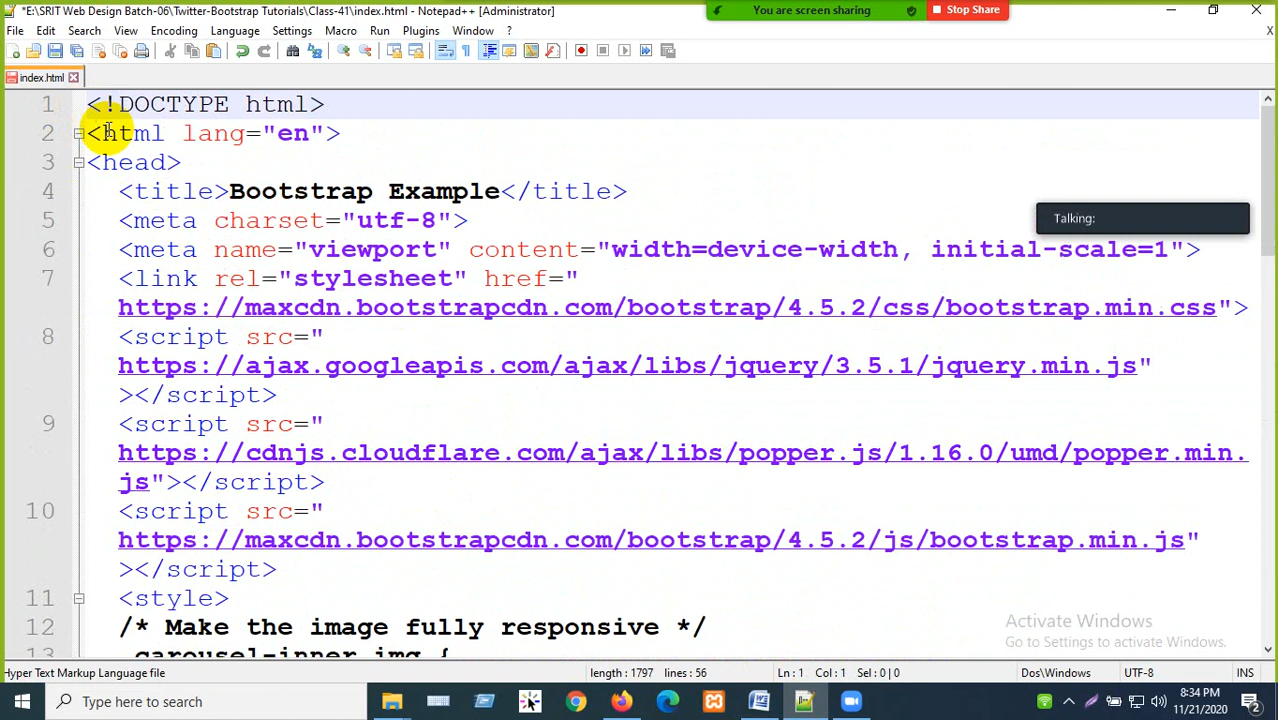 *E:\SRIT Web Design Batch-06\Twitter-Bootstrap Tutorials\Class-41\index.html - Notepad++ [Administrator]
You are screen sharing
Stop Share
File Edit Search View Encoding Language Settings Macro Run Plugins Window ?
X
index.html
1 <!DOCTYPE html>
2 <html lang="en">
3 <head>
4 <title>Bootstrap Example</title>
5 <meta charset="utf-8">
6 <meta name="viewport" content="width=device-width, initial-scale=1">
7 <link rel="stylesheet" href="
https://maxcdn.bootstrapcdn.com/bootstrap/4.5.2/css/bootstrap.min.css">
8 <script src="
https://ajax.googleapis.com/ajax/libs/jquery/3.5.1/jquery.min.js"
></script>
9 <script src="
https://cdnjs.cloudflare.com/ajax/libs/popper.js/1.16.0/umd/popper.min.
js"></script>
10 <script src="
https://maxcdn.bootstrapcdn.com/bootstrap/4.5.2/js/bootstrap.min.js"
></script>
11 <style>
12 /* Make the image fully responsive */
13 .carousel-inner img {
Talking:
Activate Windows
Go to Settings to activate Windows.
Hyper Text Markup Language file
length : 1797 lines : 56
Ln : 1 Col : 1 Sel : 0 | 0
Dos\Windows
UTF-8
INS
Type here to search
8:34 PM
11/21/2020
2